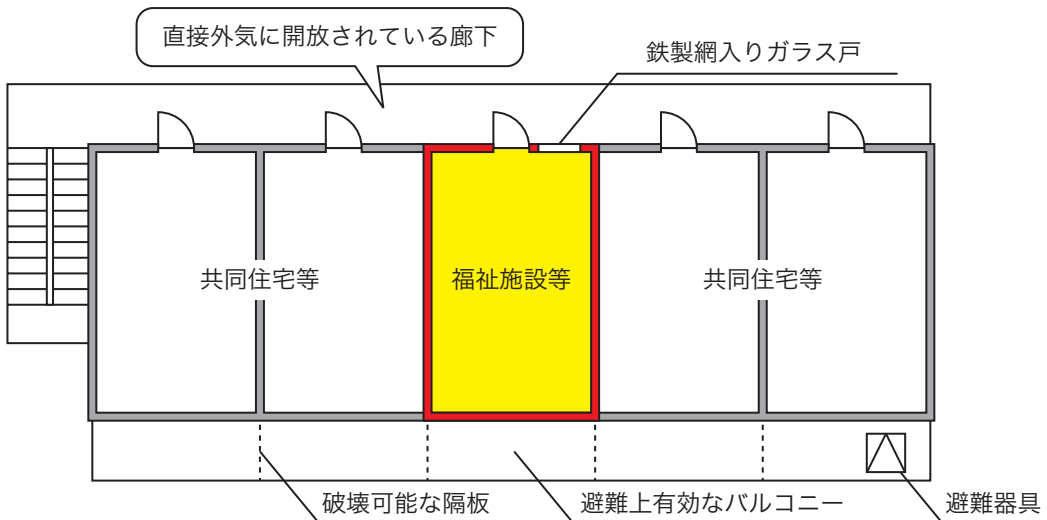 直接外気に開放されている廊下
鉄製網入りガラス戸
共同住宅等
福祉施設等
共同住宅等
破壊可能な隔板
避難上有効なバルコニー
避難器具